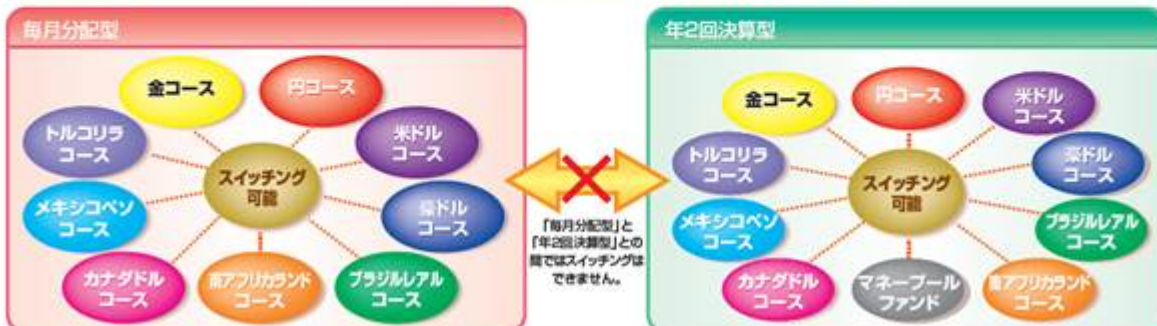 毎月分配型
金コース
円コース
トルコリラ
コース
米ドル
コース
スイッチング
可能
メキシコペソ
コース
豪ドル
コース
カナダドル
コース
南アフリカランド
コース
ブラジルレアル
コース
「毎月分配型」と
「年2回決算型」との
間ではスイッチングは
できません。
年2回決算型
金コース
円コース
米ドル
コース
トルコリラ
コース
豪ドル
コース
スイッチング
可能
メキシコペソ
コース
ブラジルレアル
コース
カナダドル
コース
マネープール
ファンド
南アフリカランド
コース